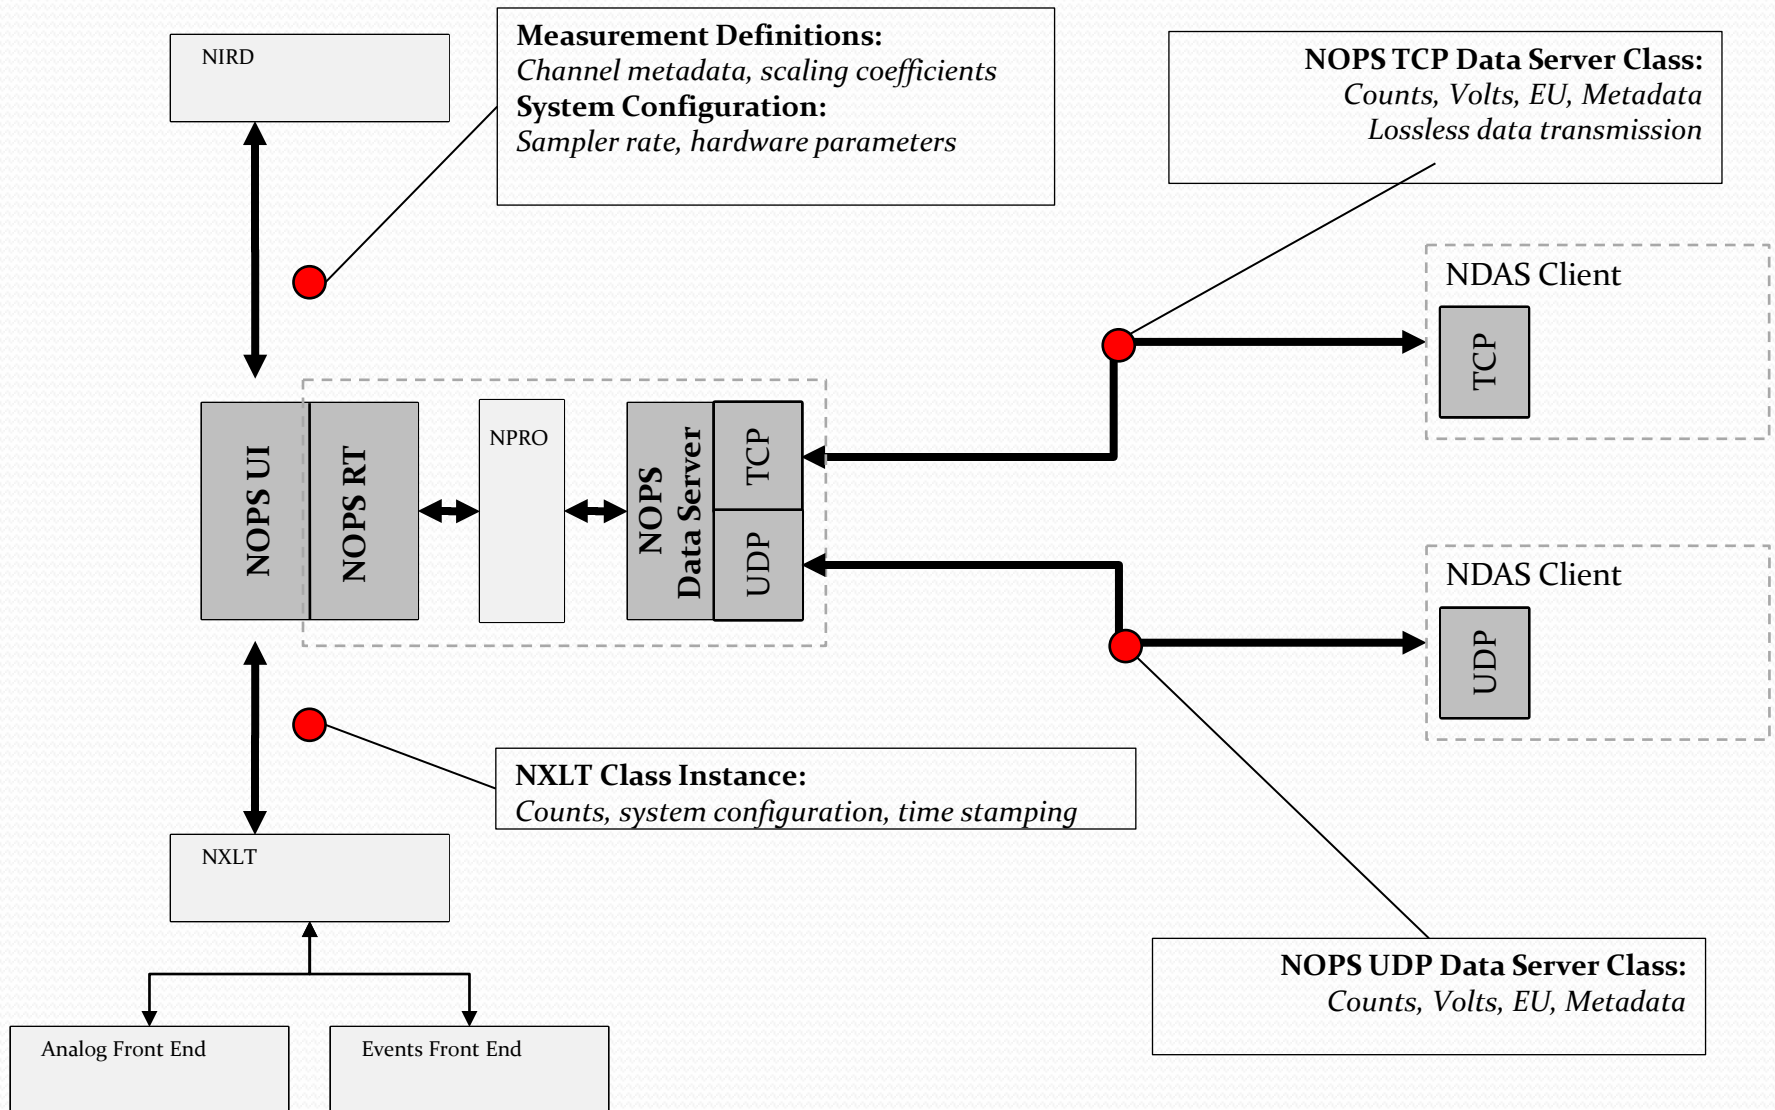 NIRD
Measurement Definitions:
Channel metadata, scaling coefficients
System Configuration:
Sampler rate, hardware parameters
NOPS TCP Data Server Class:
Counts, Volts, EU, Metadata
Lossless data transmission
NDAS Client
TCP
NOPS UI
NOPS RT
NPRO
NOPS
Data Server
TCP
UDP
NDAS Client
UDP
NXLT Class Instance:
Counts, system configuration, time stamping
NXLT
NOPS UDP Data Server Class:
Counts, Volts, EU, Metadata
Analog Front End
Events Front End